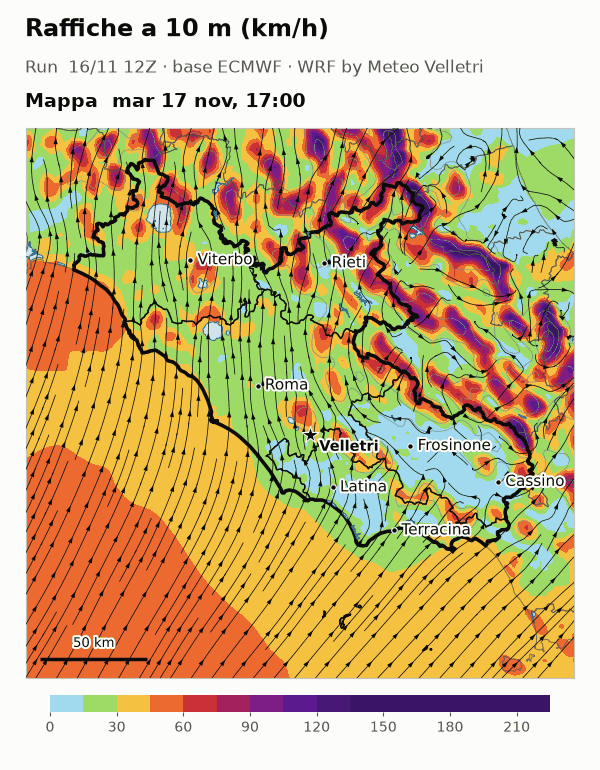 Raffiche a 10 m (km/h)
Run  16/11 12Z · base ECMWF · WRF by Meteo Velletri
Mappa  mar 17 nov, 17:00
Viterbo
Rieti
Roma
Velletri
Frosinone
Latina
Cassino
Terracina
50 km
0 30 60 90 120 150 180 210